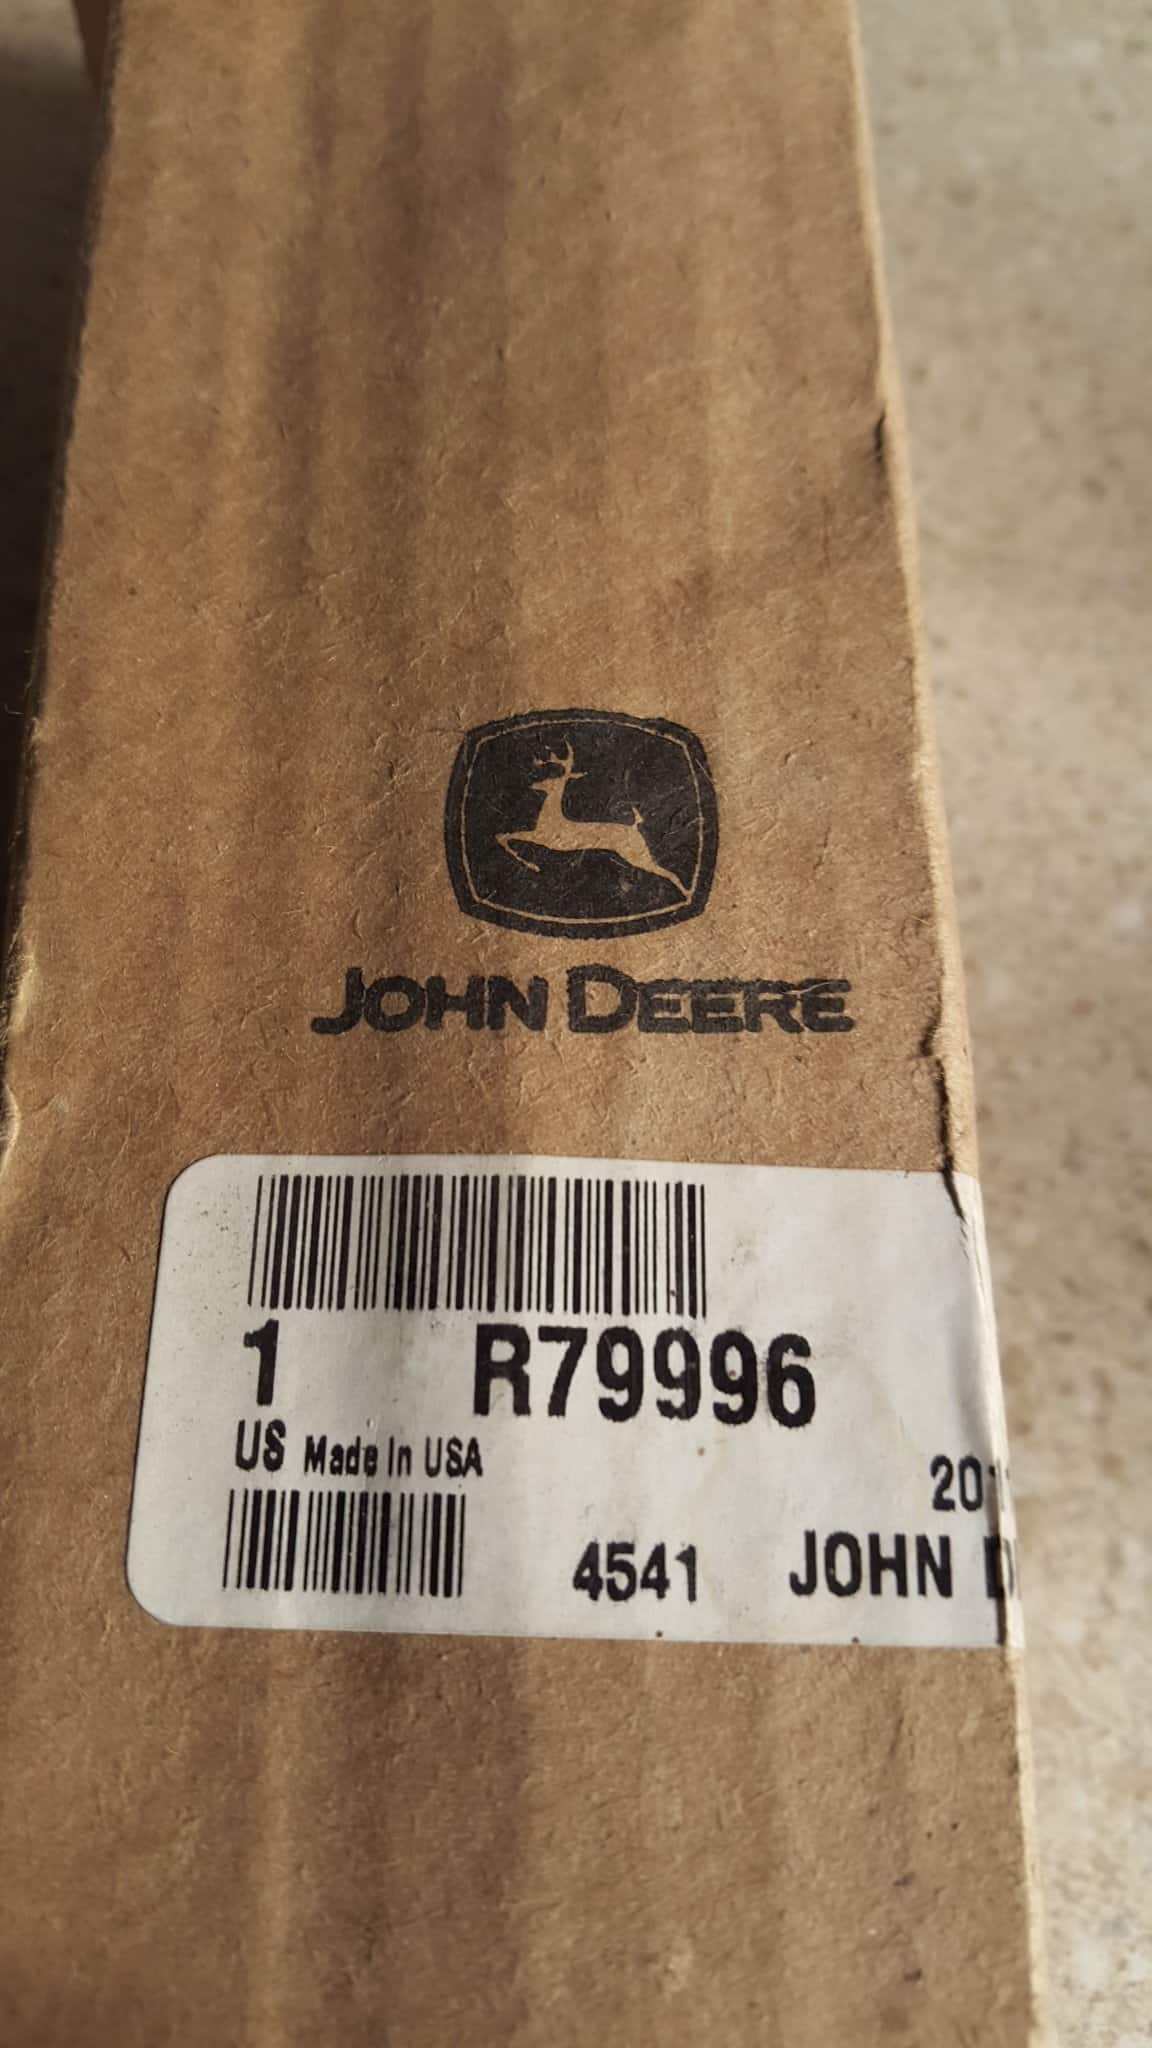 JOHN DEERE
1 R79996
US Made In USA
4541 JOHN